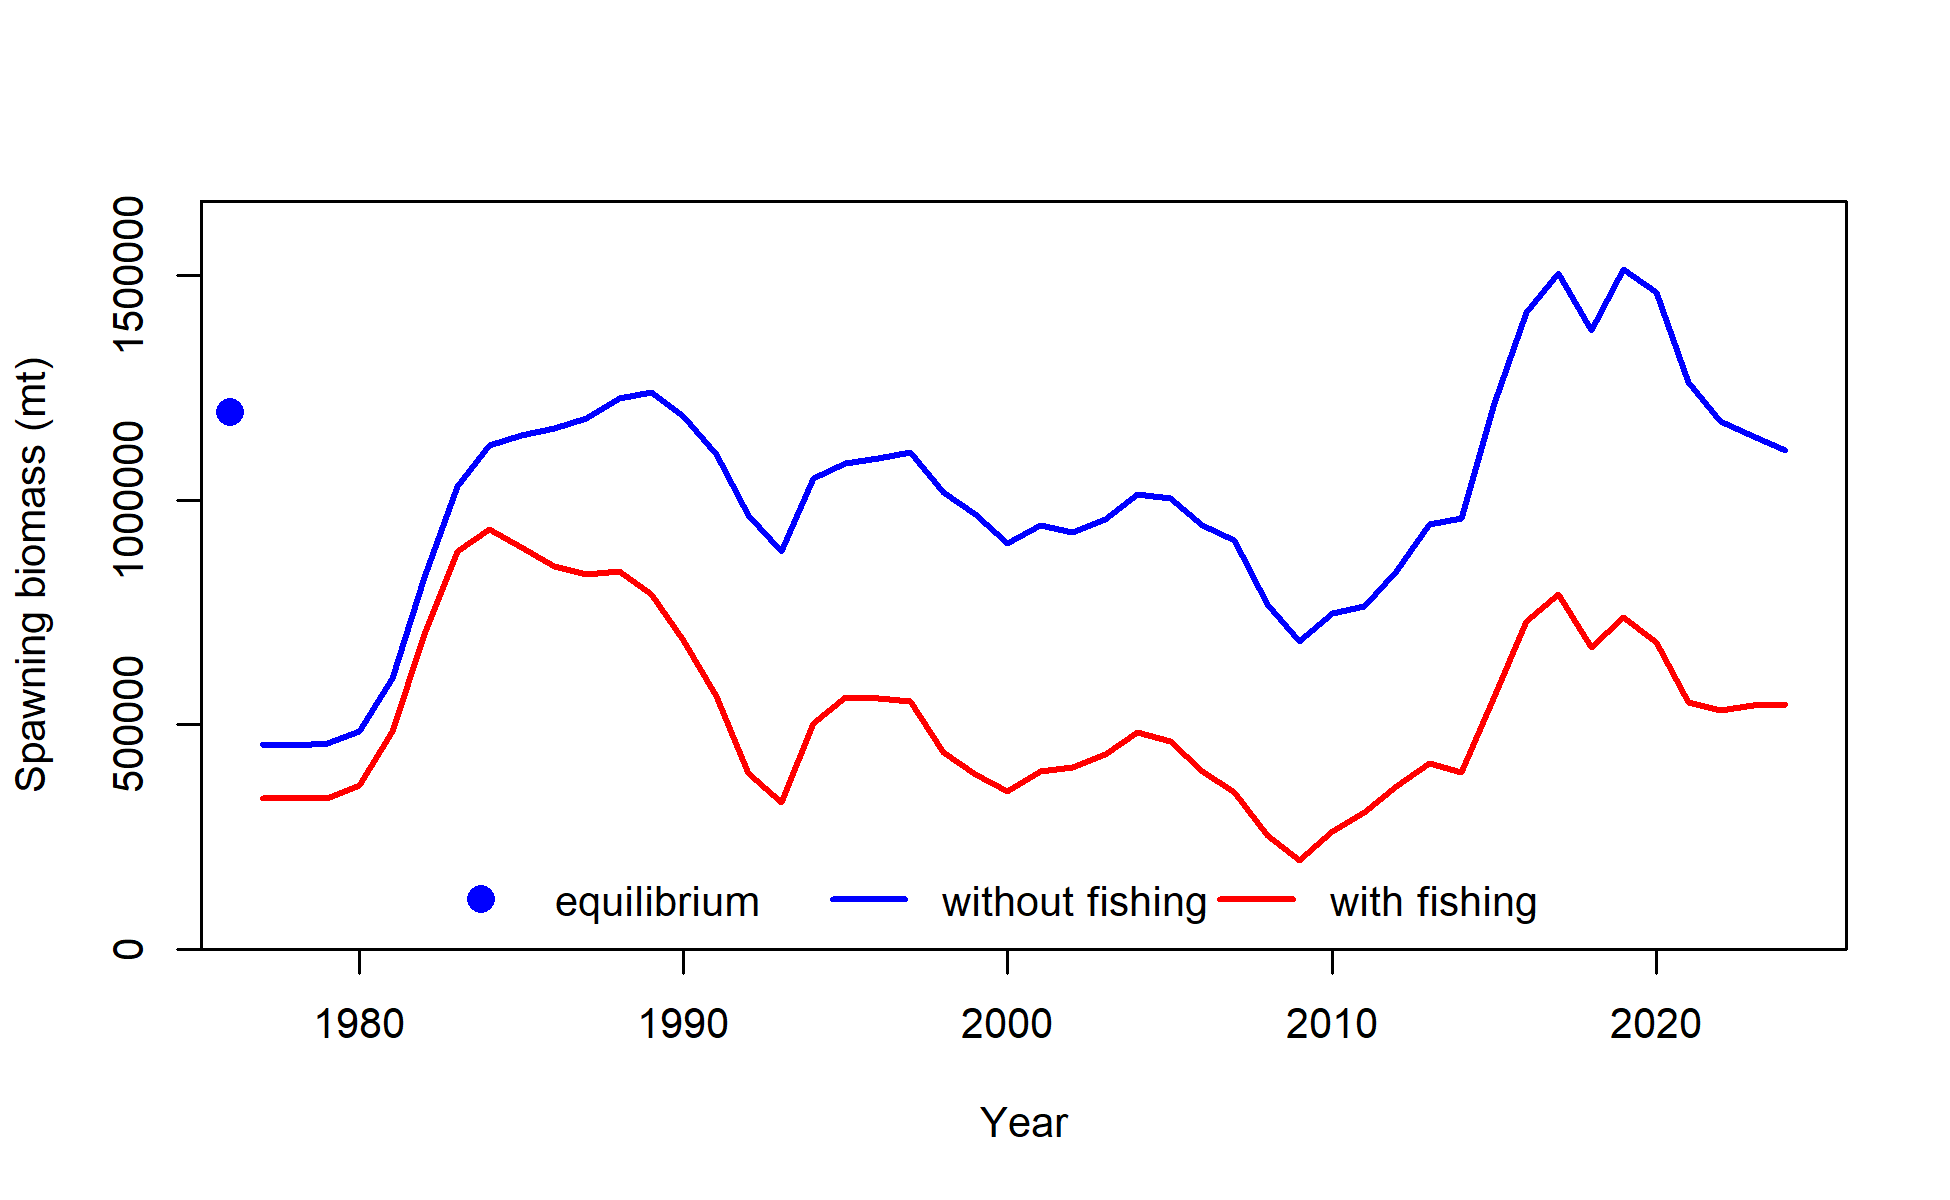 Spawning biomass (mt)
1500000
1000000
500000
0
equilibrium without fishing with fishing
1980 1990 2000 2010 2020
Year